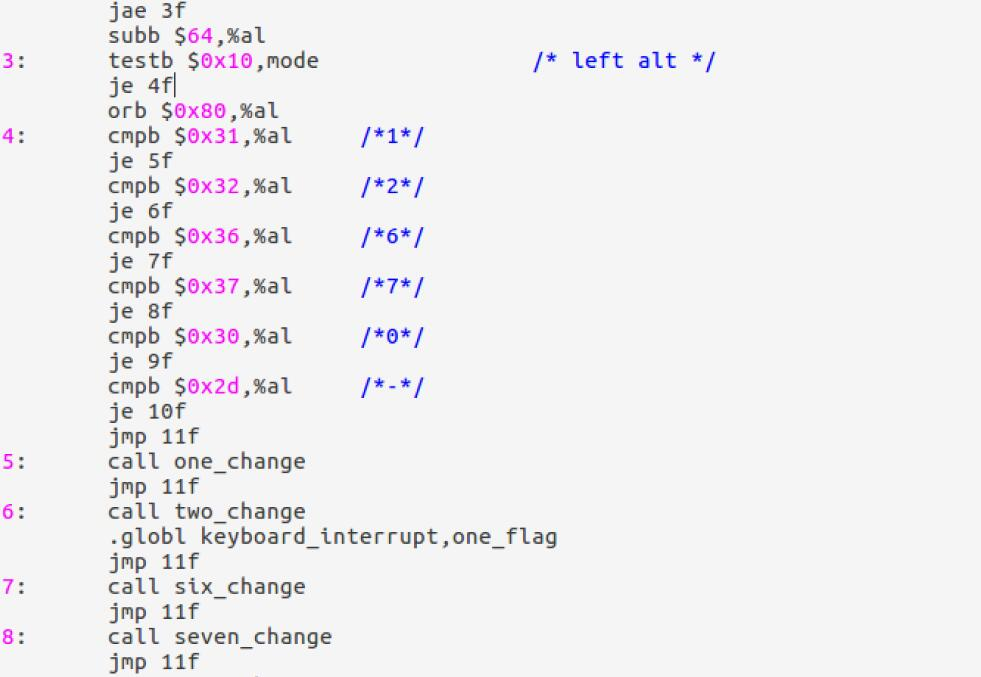 jae 3f
subb $64,%al
3: testb $0x10,mode /* left alt */
je 4f
orb $0x80,%al
4: cmpb $0x31,%al /*1*/
je 5f
cmpb $0x32,%al /*2*/
je 6f
cmpb $0x36,%al /*6*/
je 7f
cmpb $0x37,%al /*7*/
je 8f
cmpb $0x30,%al /*0*/
je 9f
cmpb $0x2d,%al /*-*/
je 10f
jmp 11f
5: call one_change
jmp 11f
6: call two_change
.globl keyboard_interrupt,one_flag
jmp 11f
7: call six_change
jmp 11f
8: call seven_change
jmp 11f